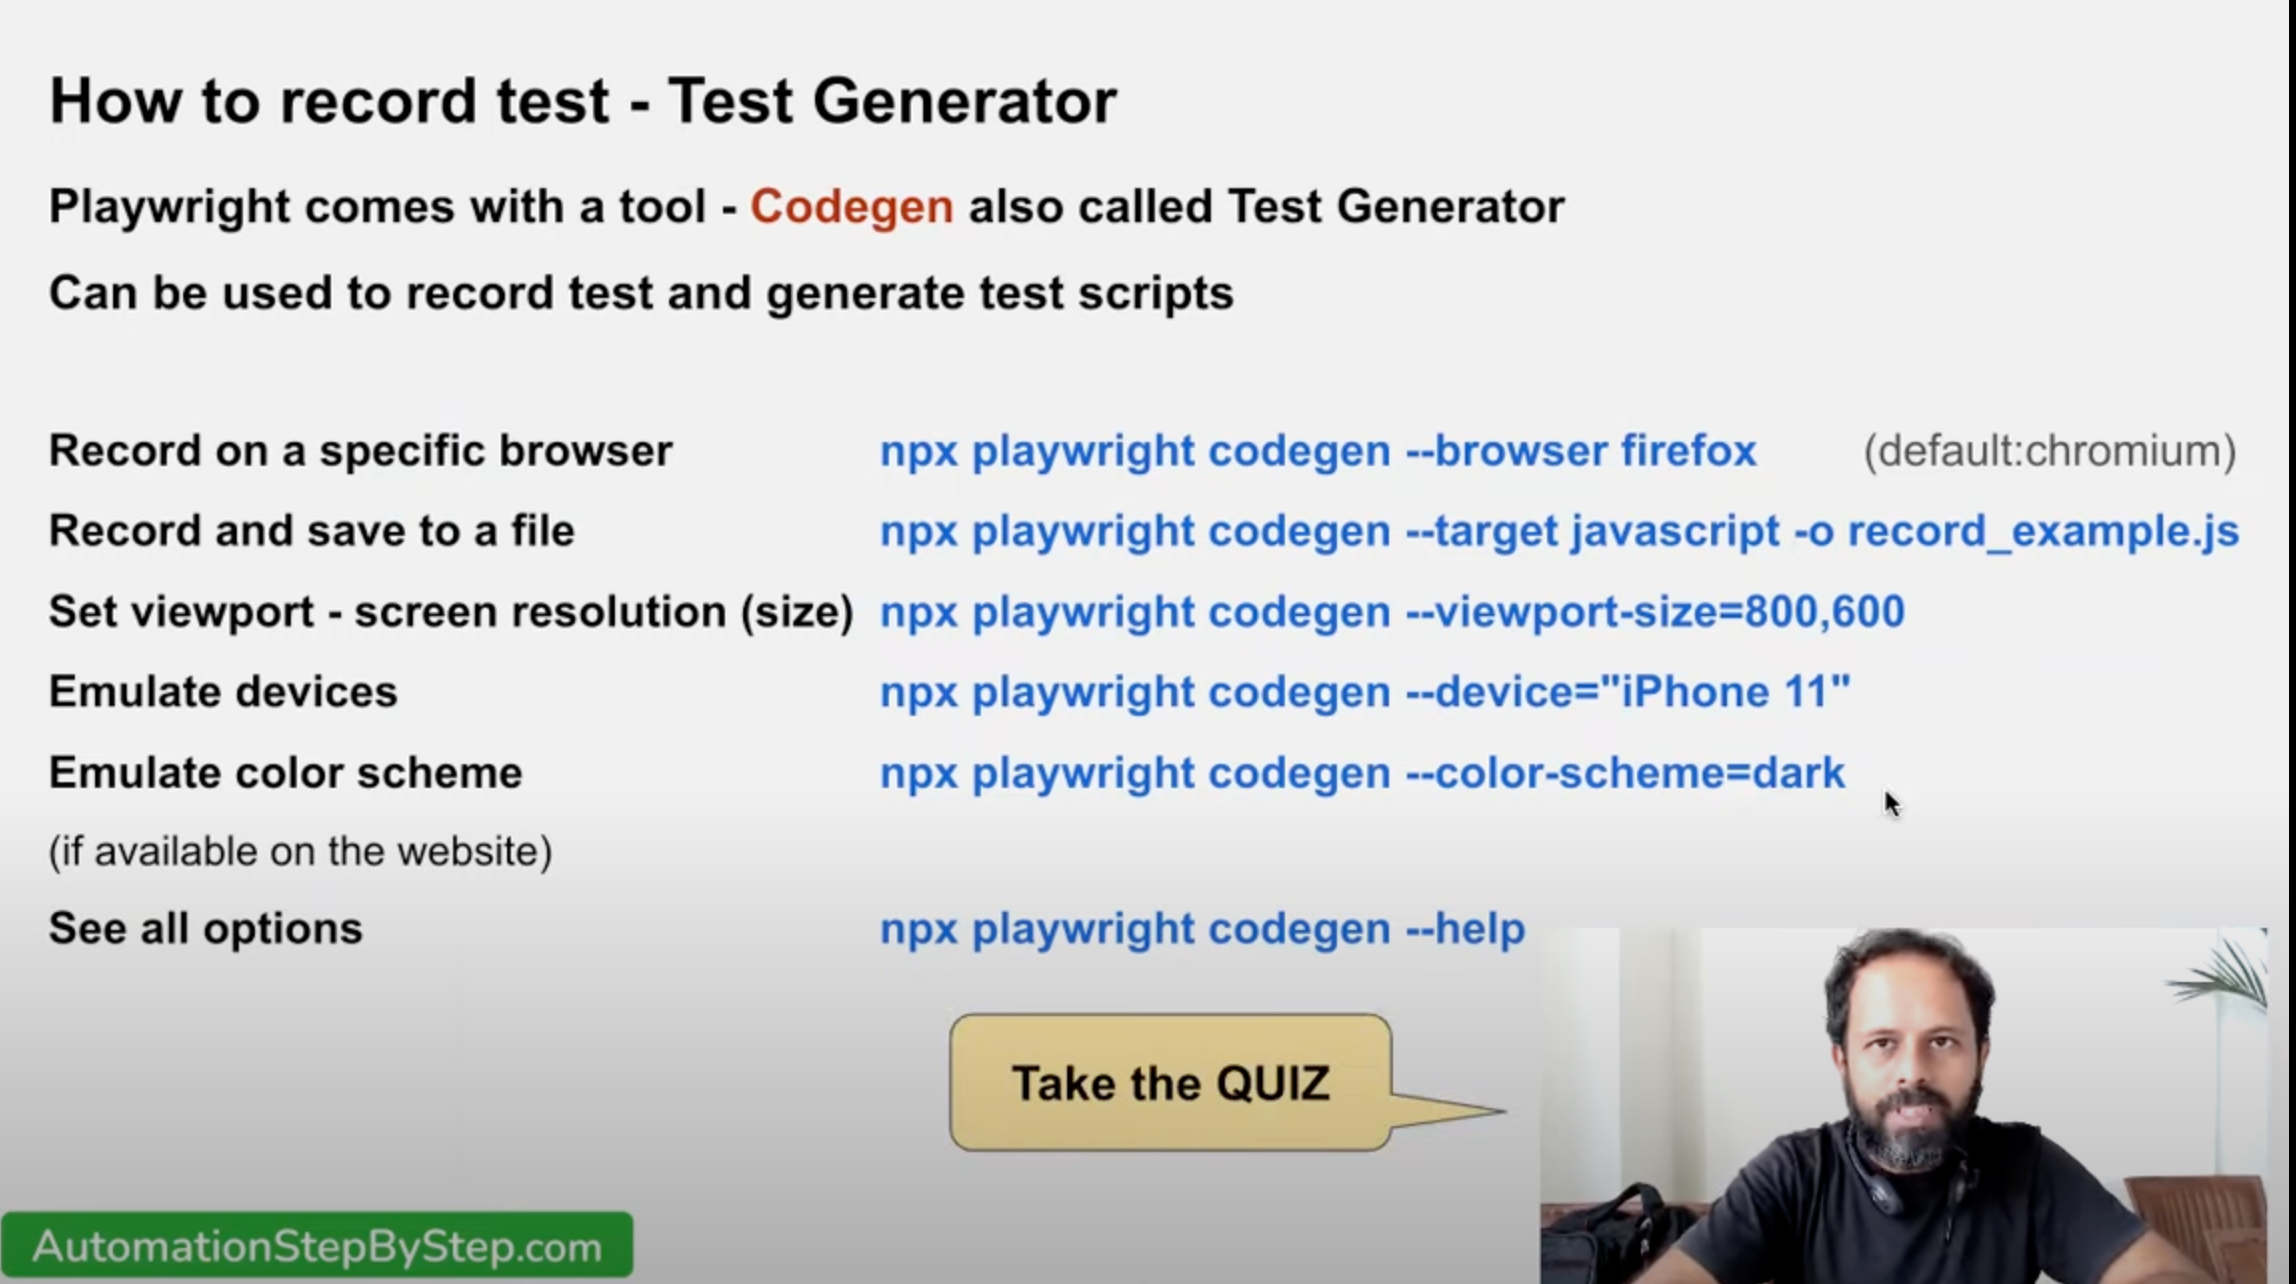 How to record test - Test Generator
Playwright comes with a tool - Codegen also called Test Generator
Can be used to record test and generate test scripts
Record on a specific browser npx playwright codegen --browser firefox (default:chromium)
Record and save to a file npx playwright codegen --target javascript -o record_example.js
Set viewport - screen resolution (size) npx playwright codegen --viewport-size=800,600
Emulate devices npx playwright codegen --device="iPhone 11"
Emulate color scheme npx playwright codegen --color-scheme=dark
(if available on the website)
See all options npx playwright codegen --help
Take the QUIZ
AutomationStepByStep.com